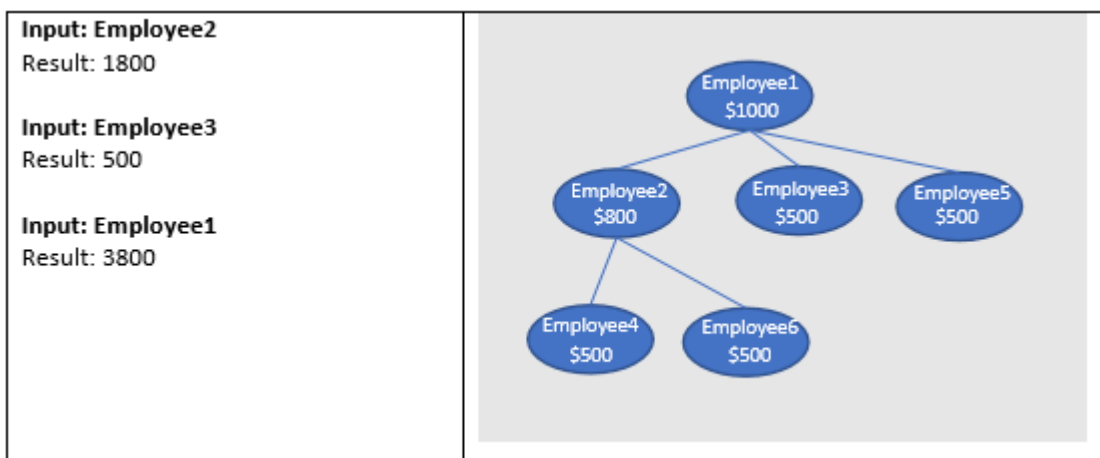 Input: Employee2
Result: 1800
Input: Employee3
Result: 500
Input: Employee1
Result: 3800
Employee1
$1000
Employee2
$800
Employee3
$500
Employee5
$500
Employee4
$500
Employee6
$500